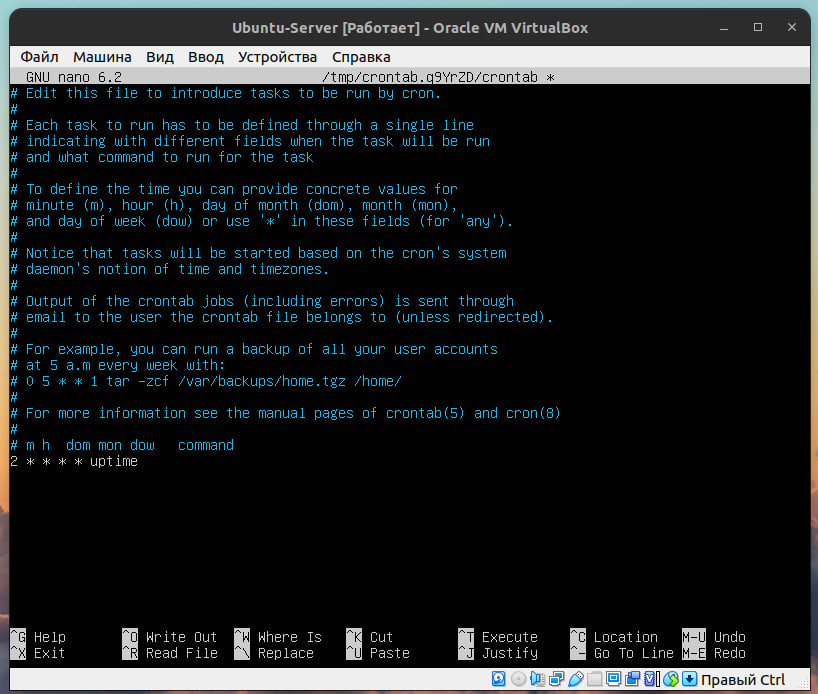 Ubuntu-Server [Работает] - Oracle VM VirtualBox
Файл Машина Вид Ввод Устройства Справка
GNU nano 6.2 /tmp/crontab.q9YrZD/crontab *
# Edit this file to introduce tasks to be run by cron.
#
# Each task to run has to be defined through a single line
# indicating with different fields when the task will be run
# and what command to run for the task
#
# To define the time you can provide concrete values for
# minute (m), hour (h), day of month (dom), month (mon),
# and day of week (dow) or use '*' in these fields (for 'any').
#
# Notice that tasks will be started based on the cron's system
# daemon's notion of time and timezones.
#
# Output of the crontab jobs (including errors) is sent through
# email to the user the crontab file belongs to (unless redirected).
#
# For example, you can run a backup of all your user accounts
# at 5 a.m every week with:
# 0 5 * * 1 tar -zcf /var/backups/home.tgz /home/
#
# For more information see the manual pages of crontab(5) and cron(8)
#
# m h  dom mon dow   command
2 * * * * uptime
^G Help ^O Write Out ^W Where Is ^K Cut ^T Execute ^C Location M-U Undo
^X Exit ^R Read File ^\ Replace ^U Paste ^J Justify ^- Go To Line M-E Redo
Правый Ctrl